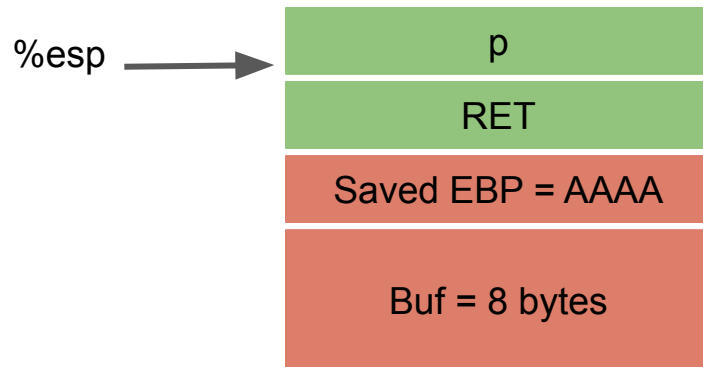 p
%esp
RET
Saved EBP = AAAA
Buf = 8 bytes